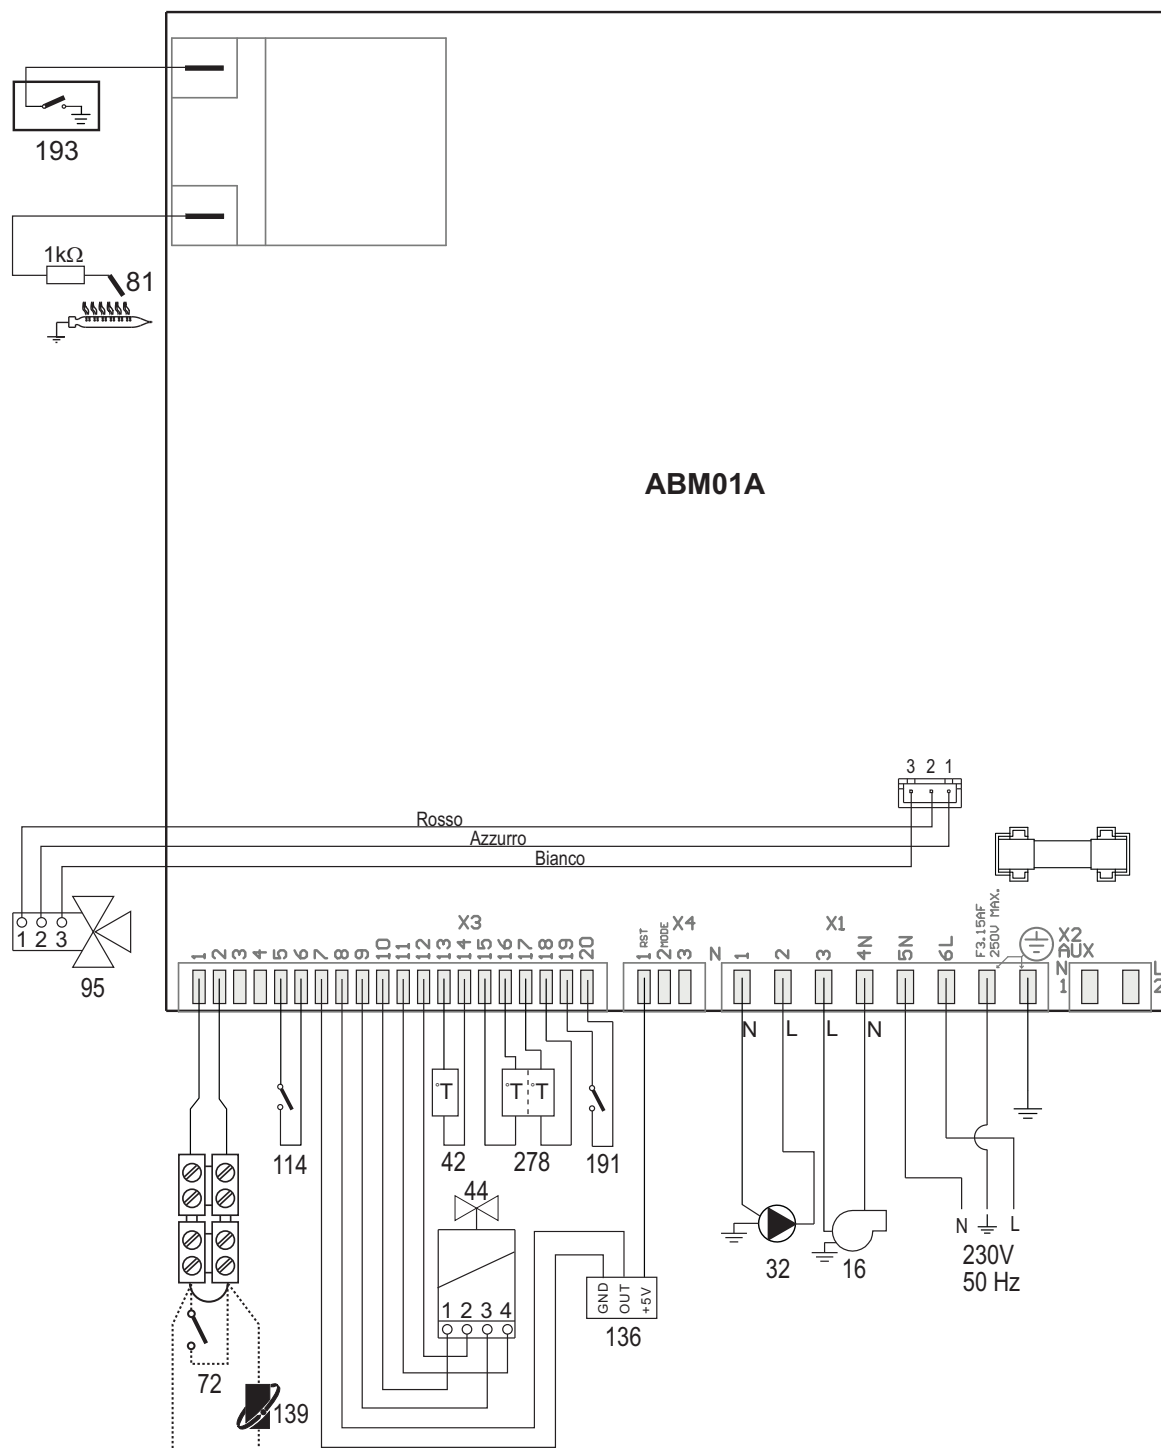 193
1kΩ
81
ABM01A
3 2 1
Rosso
Azzurro
Bianco
1 2 3
95
X3
X4
X1
F3.15AF
250V MAX.
X2
AUX
1 2 3 4 5 6 7 8 9 10 11 12 13 14 15 16 17 18 19 20
1 RST
2 MODE
3
N
1 2 3 4N 5N 6L
N
1
L
2
N L L N
°T
°T °T
114
42
278
191
44
N L
230V
50 Hz
32
16
1 2 3 4
GND
OUT
+5V
136
72
139